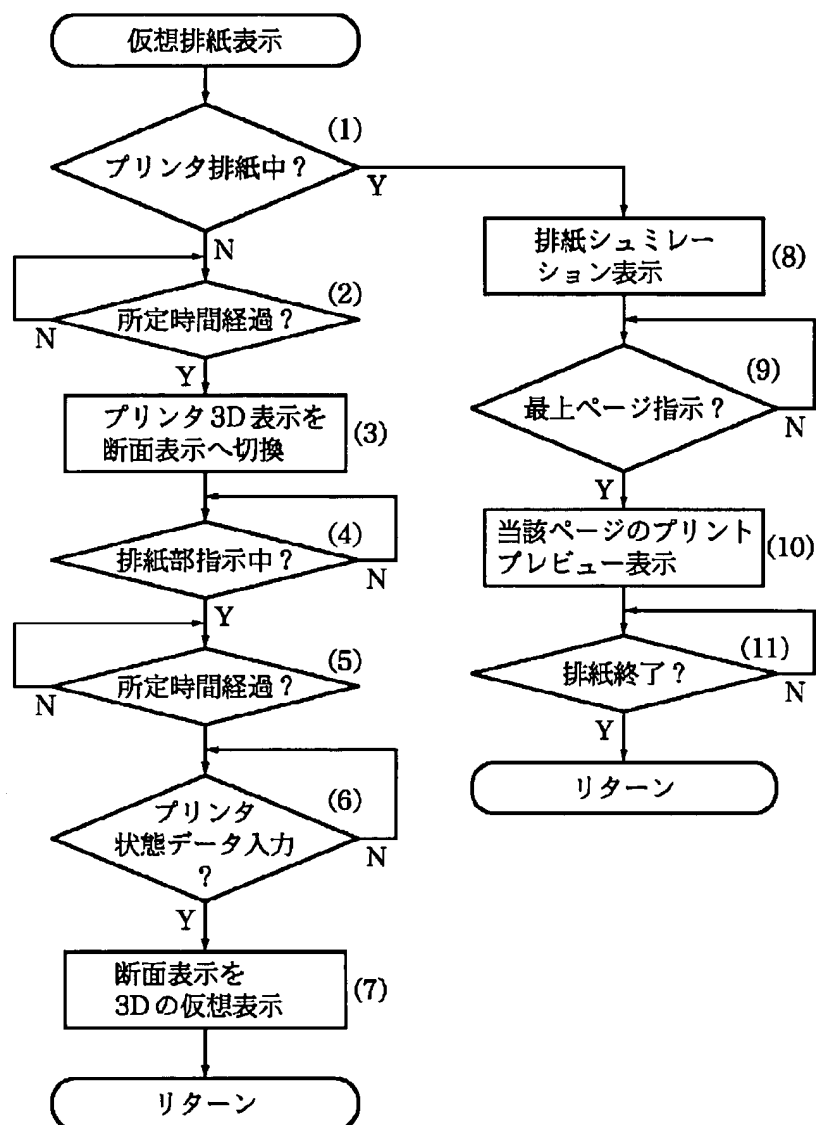 仮想排紙表示
(1)
プリンタ排紙中？
Y
N
(2)
所定時間経過？
N
Y
プリンタ3D表示を
断面表示へ切換
(3)
(4)
排紙部指示中？
N
Y
(5)
所定時間経過？
N
(6)
プリンタ
状態データ入力
？
N
Y
断面表示を
3Dの仮想表示
(7)
リターン
排紙シュミレー
ション表示
(8)
(9)
最上ページ指示？
N
Y
当該ページのプリント
プレビュー表示
(10)
(11)
排紙終了？
N
Y
リターン